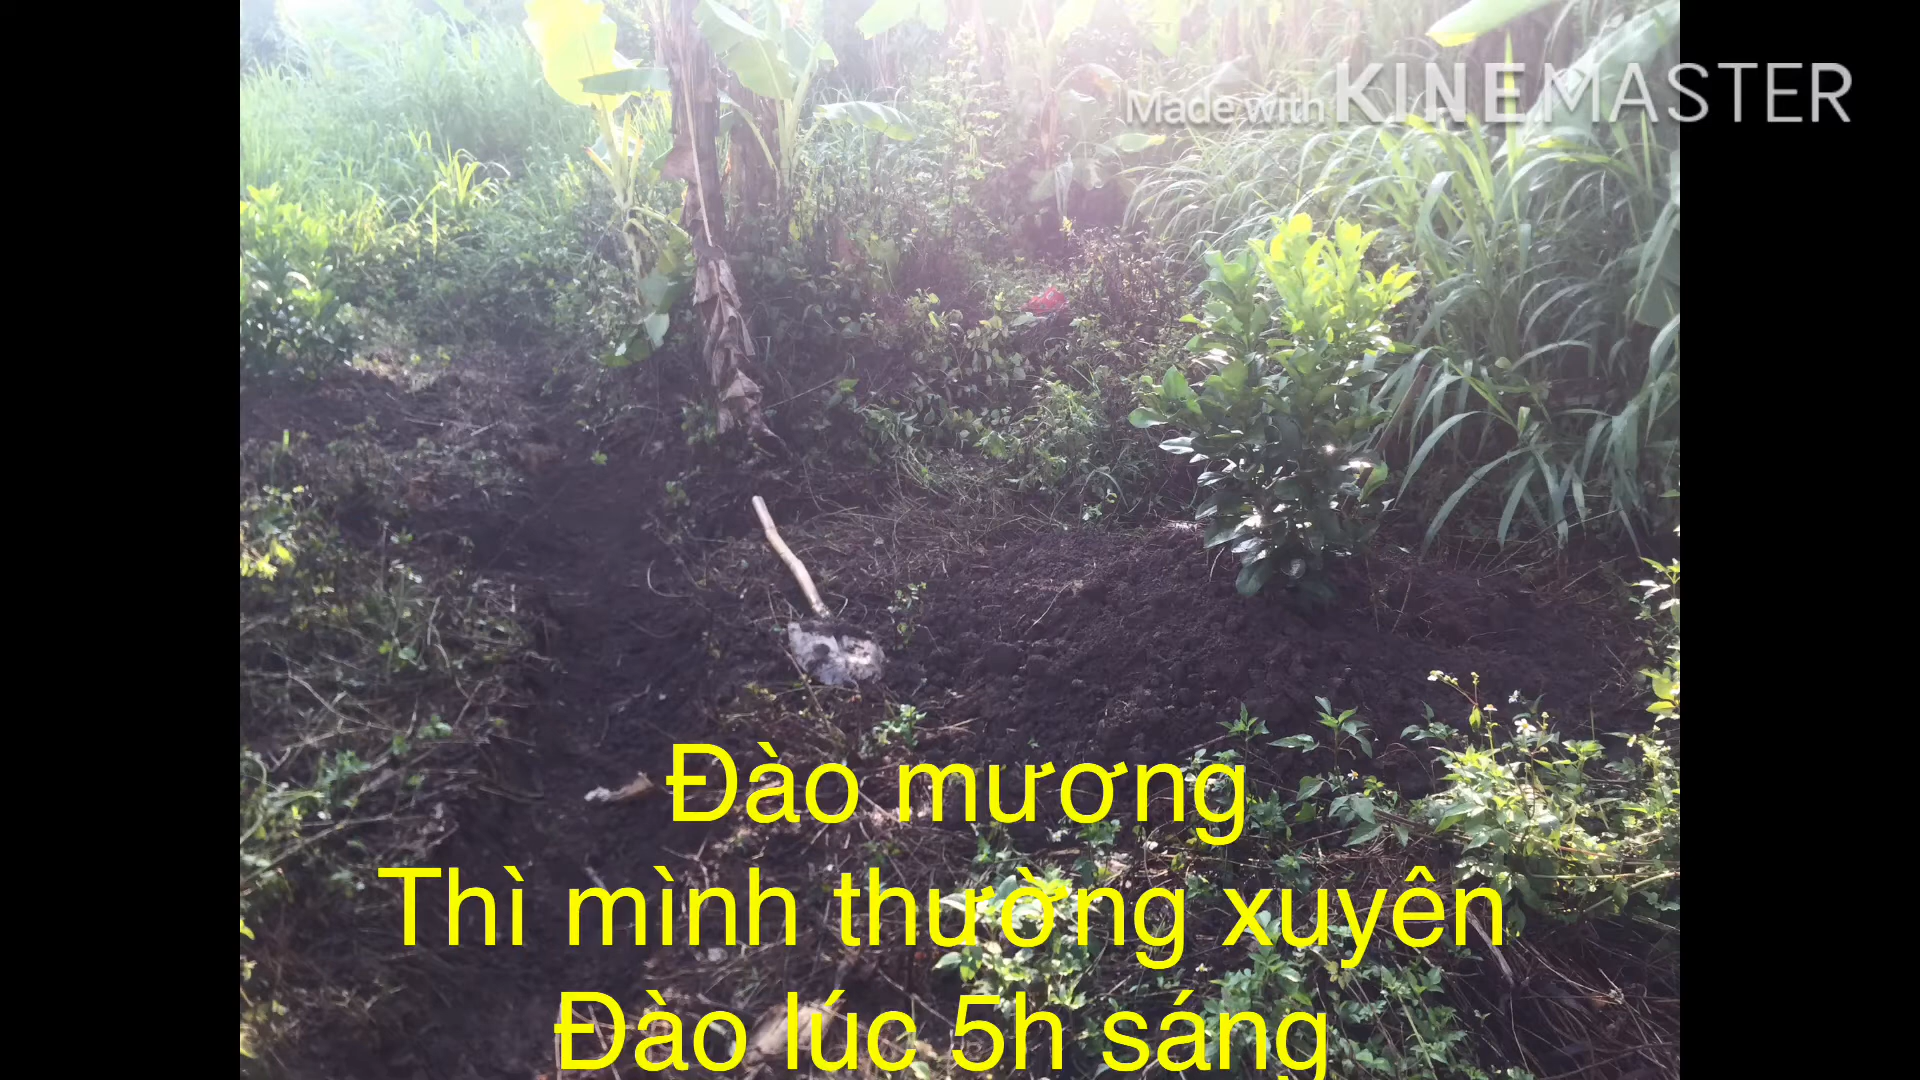 Made with KINEMASTER
Đào mương
Thì mình thường xuyên
Đào lúc 5h sáng